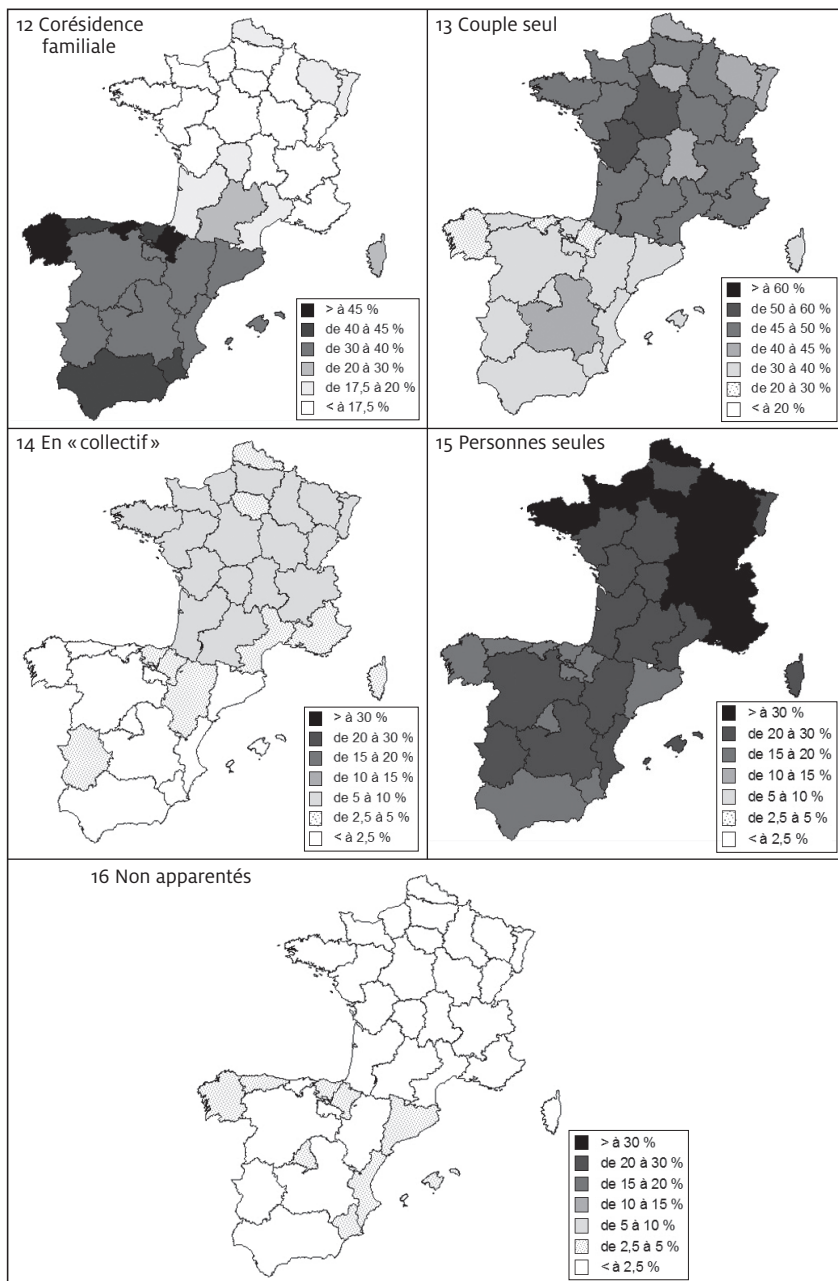 12 Corésidence
familiale
> à 45 %
de 40 à 45 %
de 30 à 40 %
de 20 à 30 %
de 17,5 à 20 %
< à 17,5 %
13 Couple seul
> à 60 %
de 50 à 60 %
de 45 à 50 %
de 40 à 45 %
de 30 à 40 %
de 20 à 30 %
< à 20 %
14 En « collectif »
> à 30 %
de 20 à 30 %
de 15 à 20 %
de 10 à 15 %
de 5 à 10 %
de 2,5 à 5 %
< à 2,5 %
15 Personnes seules
> à 30 %
de 20 à 30 %
de 15 à 20 %
de 10 à 15 %
de 5 à 10 %
de 2,5 à 5 %
< à 2,5 %
16 Non apparentés
> à 30 %
de 20 à 30 %
de 15 à 20 %
de 10 à 15 %
de 5 à 10 %
de 2,5 à 5 %
< à 2,5 %